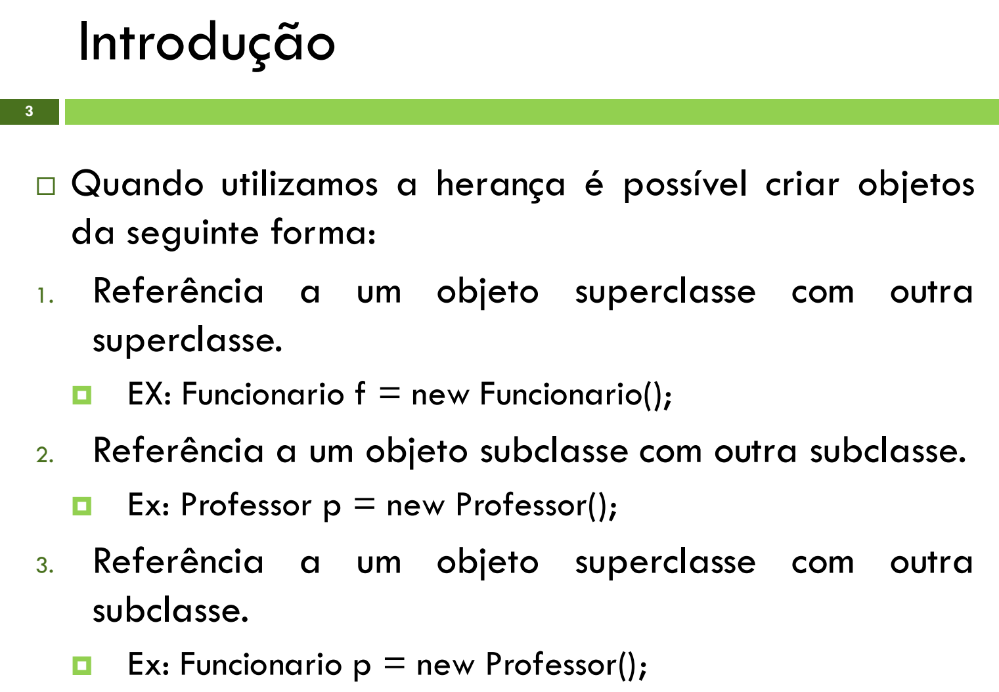 Introdução
3
Quando utilizamos a herança é possível criar objetos
da seguinte forma:
1. Referência a um objeto superclasse com outra
superclasse.
EX: Funcionario f = new Funcionario();
2. Referência a um objeto subclasse com outra subclasse.
Ex: Professor p = new Professor();
3. Referência a um objeto superclasse com outra
subclasse.
Ex: Funcionario p = new Professor();